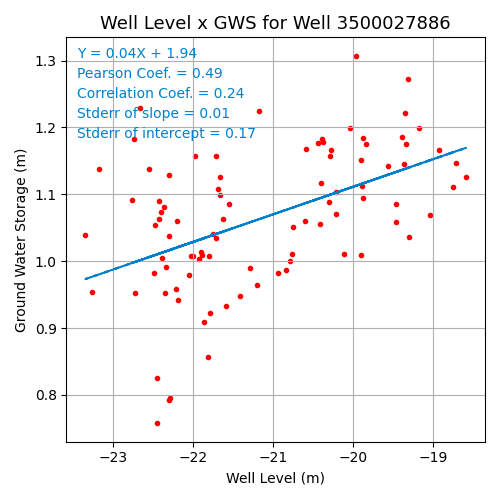 Well Level x GWS for Well 3500027886
Y = 0.04X + 1.94
Pearson Coef. = 0.49
Correlation Coef. = 0.24
Stderr of slope = 0.01
Stderr of intercept = 0.17
Ground Water Storage (m)
1.3
1.2
1.1
1.0
0.9
0.8
−23 −22 −21 −20 −19
Well Level (m)